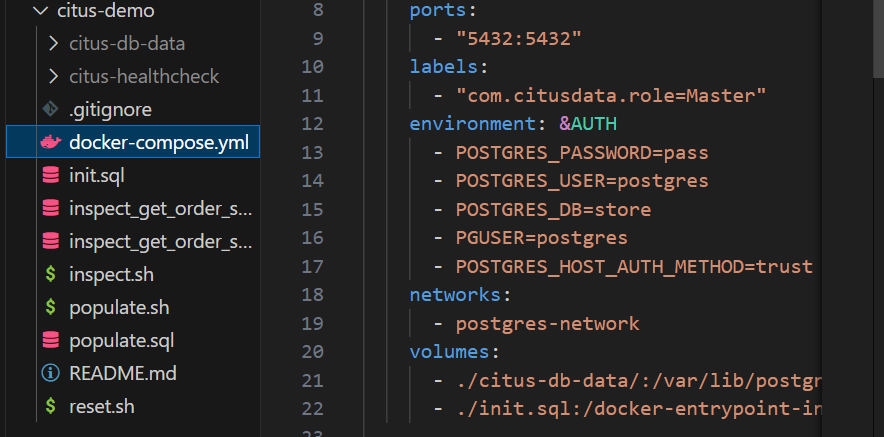 citus-demo
citus-db-data
citus-healthcheck
.gitignore
docker-compose.yml
init.sql
inspect_get_order_s...
inspect_get_order_s...
inspect.sh
populate.sh
populate.sql
README.md
reset.sh
8 ports:
9 - "5432:5432"
10 labels:
11 - "com.citusdata.role=Master"
12 environment: &AUTH
13 - POSTGRES_PASSWORD=pass
14 - POSTGRES_USER=postgres
15 - POSTGRES_DB=store
16 - PGUSER=postgres
17 - POSTGRES_HOST_AUTH_METHOD=trust
18 networks:
19 - postgres-network
20 volumes:
21 - ./citus-db-data/:/var/lib/postgr
22 - ./init.sql:/docker-entrypoint-in